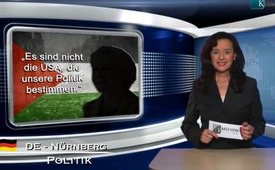 „Es sind nicht
die USA, die
unsere Politik
bestimmen.“
DE - NÜRNBERG
POLITIK
K